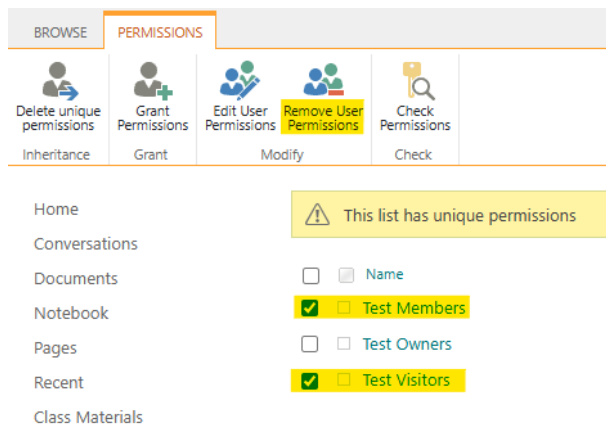 BROWSE PERMISSIONS
Delete unique permissions
Grant Permissions
Edit User Permissions
Remove User Permissions
Check Permissions
Inheritance Grant Modify Check
Home
Conversations
Documents
Notebook
Pages
Recent
Class Materials
This list has unique permissions
Name
Test Members
Test Owners
Test Visitors